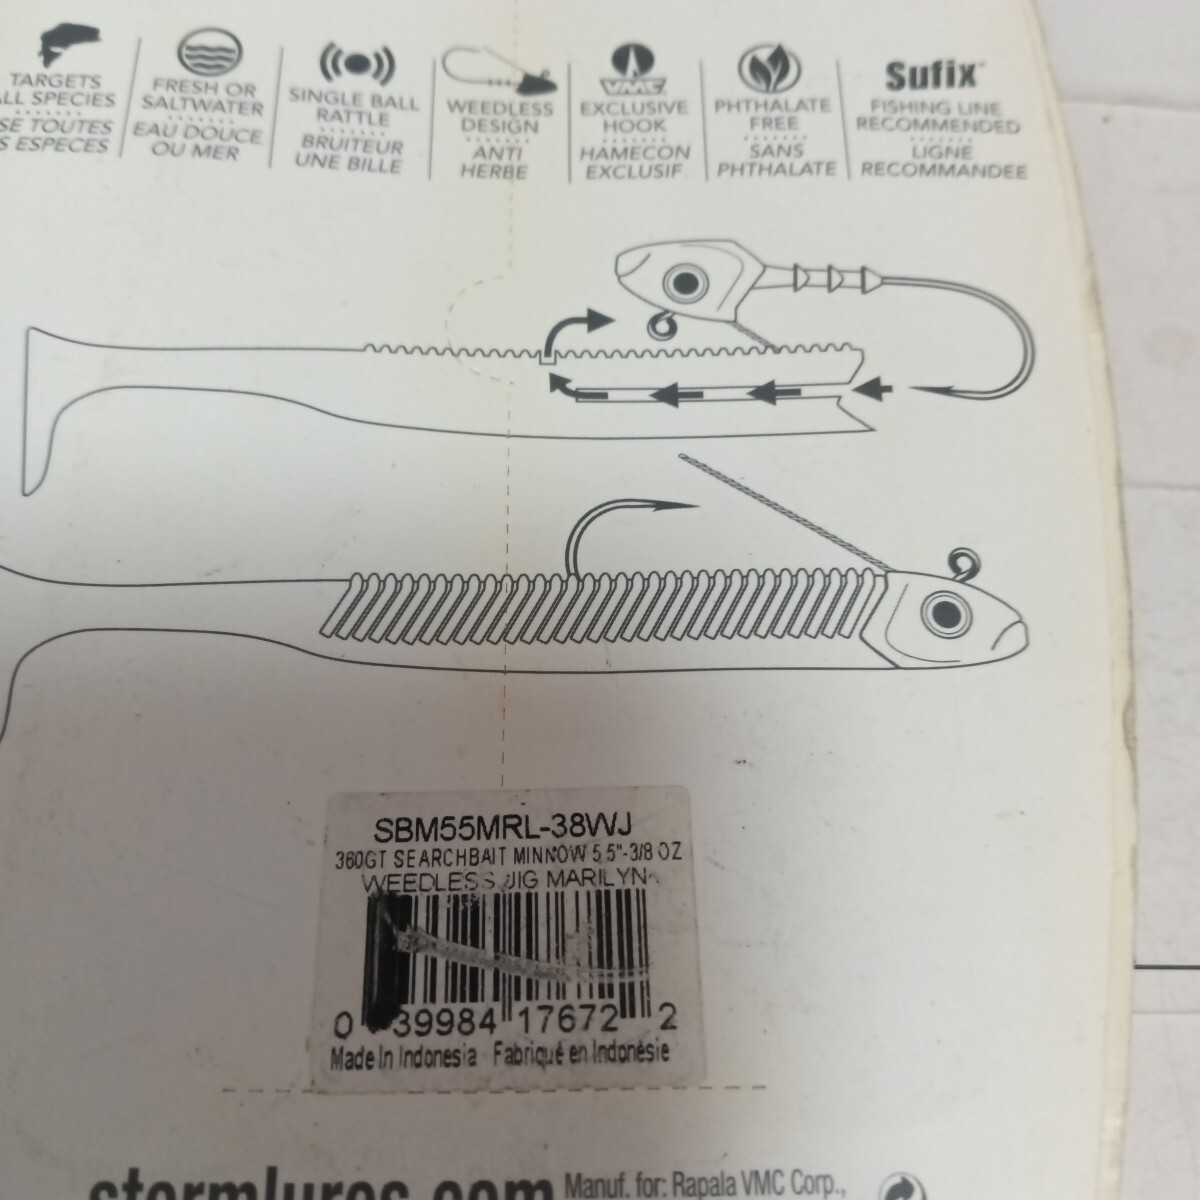 TARGETS
ALL SPECIES
TOUTES
ESPECES
FRESH OR
SALTWATER
EAU DOUCE
OU MER
SINGLE BALL
RATTLE
BRUITEUR
UNE BILLE
WEEDLESS
DESIGN
ANTI
HERBE
VMC
EXCLUSIVE
HOOK
HAMECON
EXCLUSIF
PHTHALATE
FREE
SANS
PHTHALATE
Sufix
FISHING LINE
RECOMMENDED
LIGNE
RECOMMANDEE
SBM55MRL-38WJ
360GT SEARCHBAIT MINNOW 5.5"-3/8 OZ
WEEDLESS JIG MARILYN
0 39984 17672 2
Made In Indonesia Fabriqué en Indonésie
stormlures.com Manuf. for: Rapala VMC Corp.,